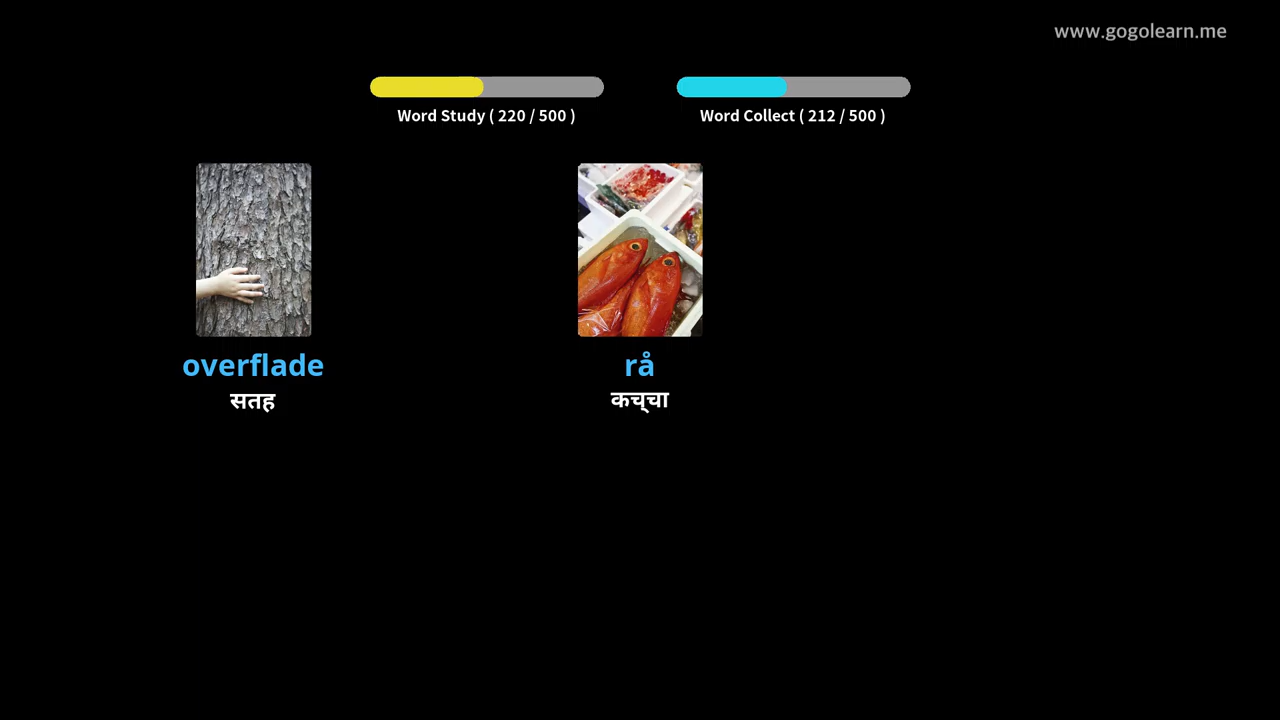 www.gogolearn.me
Word Study ( 220 / 500 )
Word Collect ( 212 / 500 )
overflade
सतह
rå
कच्चा